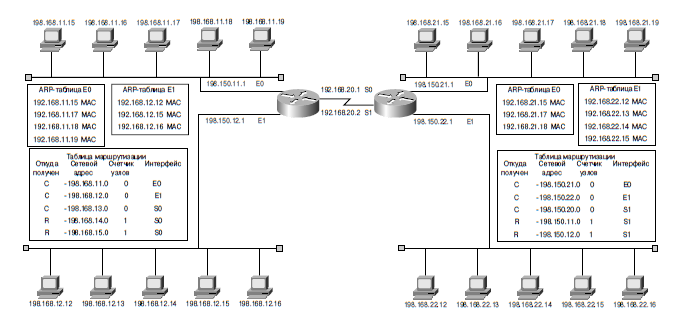 198.168.11.15 198.168.11.16 198.168.11.17 198.168.11.18 198.168.11.19
198.168.21.15 198.168.21.16 198.168.21.17 198.168.21.18 198.168.21.19
198.150.11.1 E0
192.168.20.1 S0
198.150.21.1 E0
ARP-таблица E0
192.168.11.15 MAC
192.168.11.17 MAC
192.168.11.18 MAC
192.168.11.19 MAC
ARP-таблица E1
192.168.12.12 MAC
192.168.12.15 MAC
192.168.12.16 MAC
192.168.20.2 S1
198.150.12.1 E1
198.150.22.1 E1
ARP-таблица E0
192.168.21.15 MAC
192.168.21.17 MAC
192.168.21.18 MAC
ARP-таблица E1
192.168.22.12 MAC
192.168.22.13 MAC
192.168.22.14 MAC
192.168.22.15 MAC
Таблица маршрутизации
Откуда Сетевой Счетчик Интерфейс
получен адрес узлов
C -198.168.11.0 0 E0
C -198.168.12.0 0 E1
C -198.168.13.0 0 S0
R -198.168.14.0 1 S0
R -198.168.15.0 1 S0
Таблица маршрутизации
Откуда Сетевой Счетчик Интерфейс
получен адрес узлов
C -198.150.21.0 0 E0
C -198.150.22.0 0 E1
C -198.150.20.0 0 S1
R -198.150.11.0 1 S1
R -198.150.12.0 1 S1
198.168.12.12 198.168.12.13 198.168.12.14 198.168.12.15 198.168.12.16
198.168.22.12 198.168.22.13 198.168.22.14 198.168.22.15 198.168.22.16